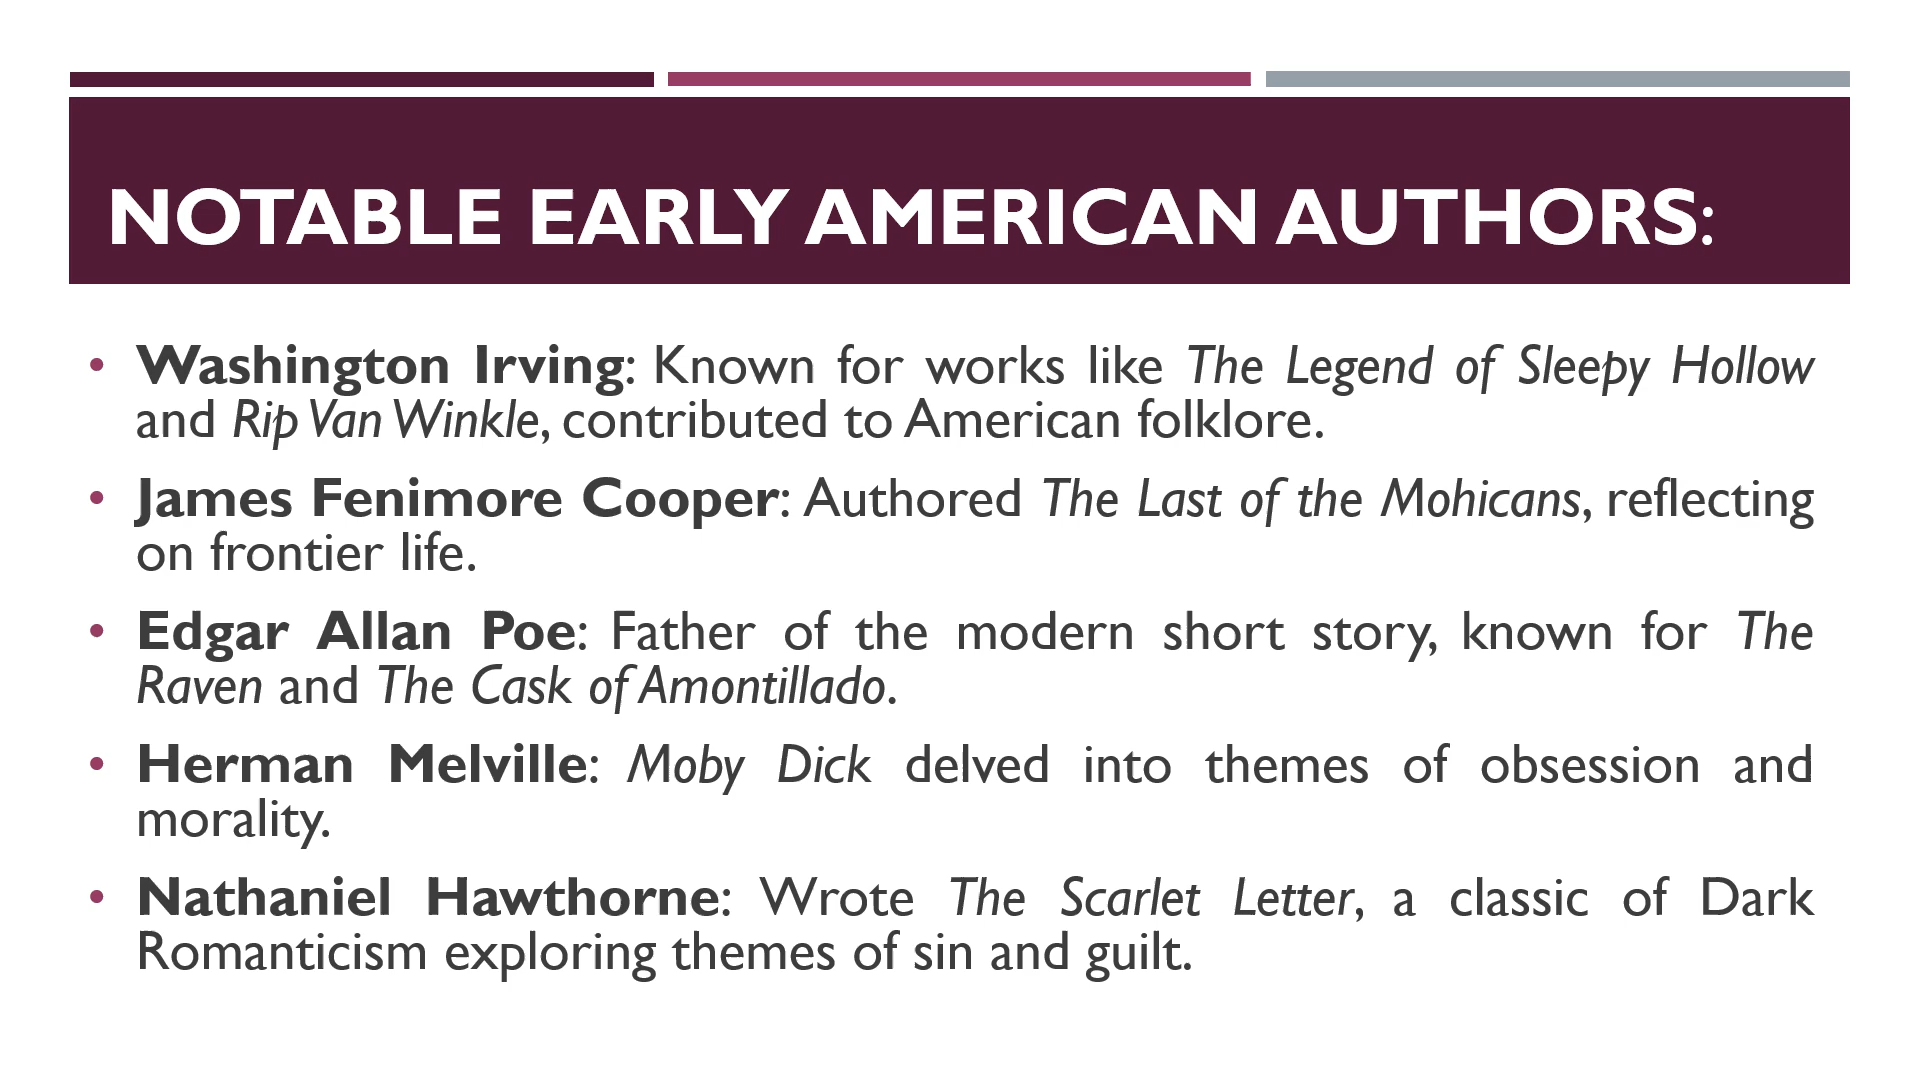 NOTABLE EARLY AMERICAN AUTHORS:
• Washington Irving: Known for works like The Legend of Sleepy Hollow
and Rip Van Winkle, contributed to American folklore.
• James Fenimore Cooper: Authored The Last of the Mohicans, reflecting
on frontier life.
• Edgar Allan Poe: Father of the modern short story, known for The
Raven and The Cask of Amontillado.
• Herman Melville: Moby Dick delved into themes of obsession and
morality.
• Nathaniel Hawthorne: Wrote The Scarlet Letter, a classic of Dark
Romanticism exploring themes of sin and guilt.